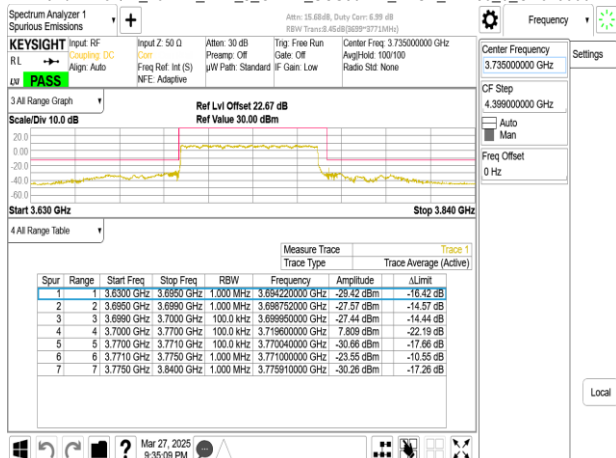 Spectrum Analyzer 1
Spurious Emissions
Attn: 15.68dB, Duty Corr: 6.99 dB
RBW Trans:8.45dB(3699~3771MHz)
Frequency
KEYSIGHT Input: RF Input Z: 50 Ω Atten: 30 dB Trig: Free Run Center Freq: 3.735000000 GHz
RL Coupling: DC Corr Preamp: Off Gate: Off Avg|Hold: 100/100
Align: Auto Freq Ref: Int (S) µW Path: Standard IF Gain: Low Radio Std: None
LXI PASS NFE: Adaptive
Center Frequency
3.735000000 GHz
Settings
CF Step
4.399000000 GHz
Auto
Man
Freq Offset
0 Hz
3 All Range Graph
Scale/Div 10.0 dB
Ref Lvl Offset 22.67 dB
Ref Value 30.00 dBm
20.0
0.00
-20.0
-40.0
-60.0
Start 3.630 GHz Stop 3.840 GHz
4 All Range Table
Measure Trace Trace 1
Trace Type Trace Average (Active)
Spur Range Start Freq Stop Freq RBW Frequency Amplitude ΔLimit
1 1 3.6300 GHz 3.6950 GHz 1.000 MHz 3.694220000 GHz -29.42 dBm -16.42 dB
2 2 3.6950 GHz 3.6990 GHz 1.000 MHz 3.698752000 GHz -27.57 dBm -14.57 dB
3 3 3.6990 GHz 3.7000 GHz 100.0 kHz 3.699950000 GHz -27.44 dBm -14.44 dB
4 4 3.7000 GHz 3.7700 GHz 100.0 kHz 3.719600000 GHz 7.809 dBm -22.19 dB
5 5 3.7700 GHz 3.7710 GHz 100.0 kHz 3.770040000 GHz -30.66 dBm -17.66 dB
6 6 3.7710 GHz 3.7750 GHz 1.000 MHz 3.771000000 GHz -23.55 dBm -10.55 dB
7 7 3.7750 GHz 3.8400 GHz 1.000 MHz 3.775910000 GHz -30.26 dBm -17.26 dB
Local
Mar 27, 2025
9:35:09 PM